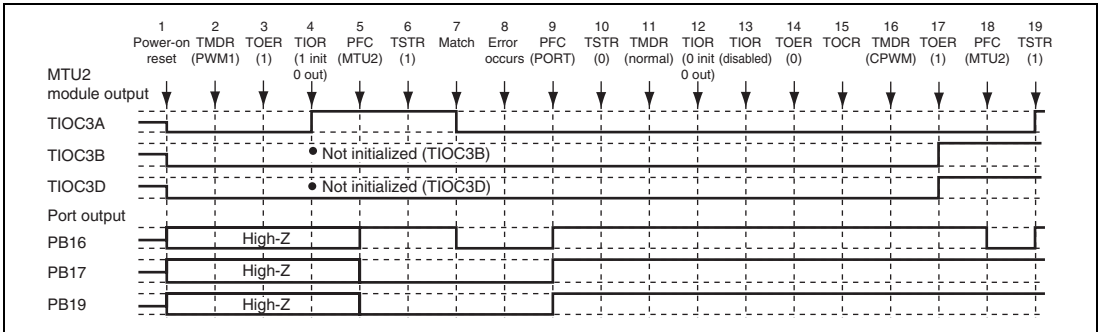 1 2 3 4 5 6 7 8 9 10 11 12 13 14 15 16 17 18 19
Power-on TMDR TOER TIOR PFC TSTR Match Error PFC TSTR TMDR TIOR TIOR TOER TOCR TMDR TOER PFC TSTR
reset (PWM1) (1) (1 init (MTU2) (1) occurs (PORT) (0) (normal) (0 init (disabled) (0) (CPWM) (1) (MTU2) (1)
0 out) 0 out)
MTU2
module output
TIOC3A
TIOC3B • Not initialized (TIOC3B)
TIOC3D • Not initialized (TIOC3D)
Port output
PB16 High-Z
PB17 High-Z
PB19 High-Z